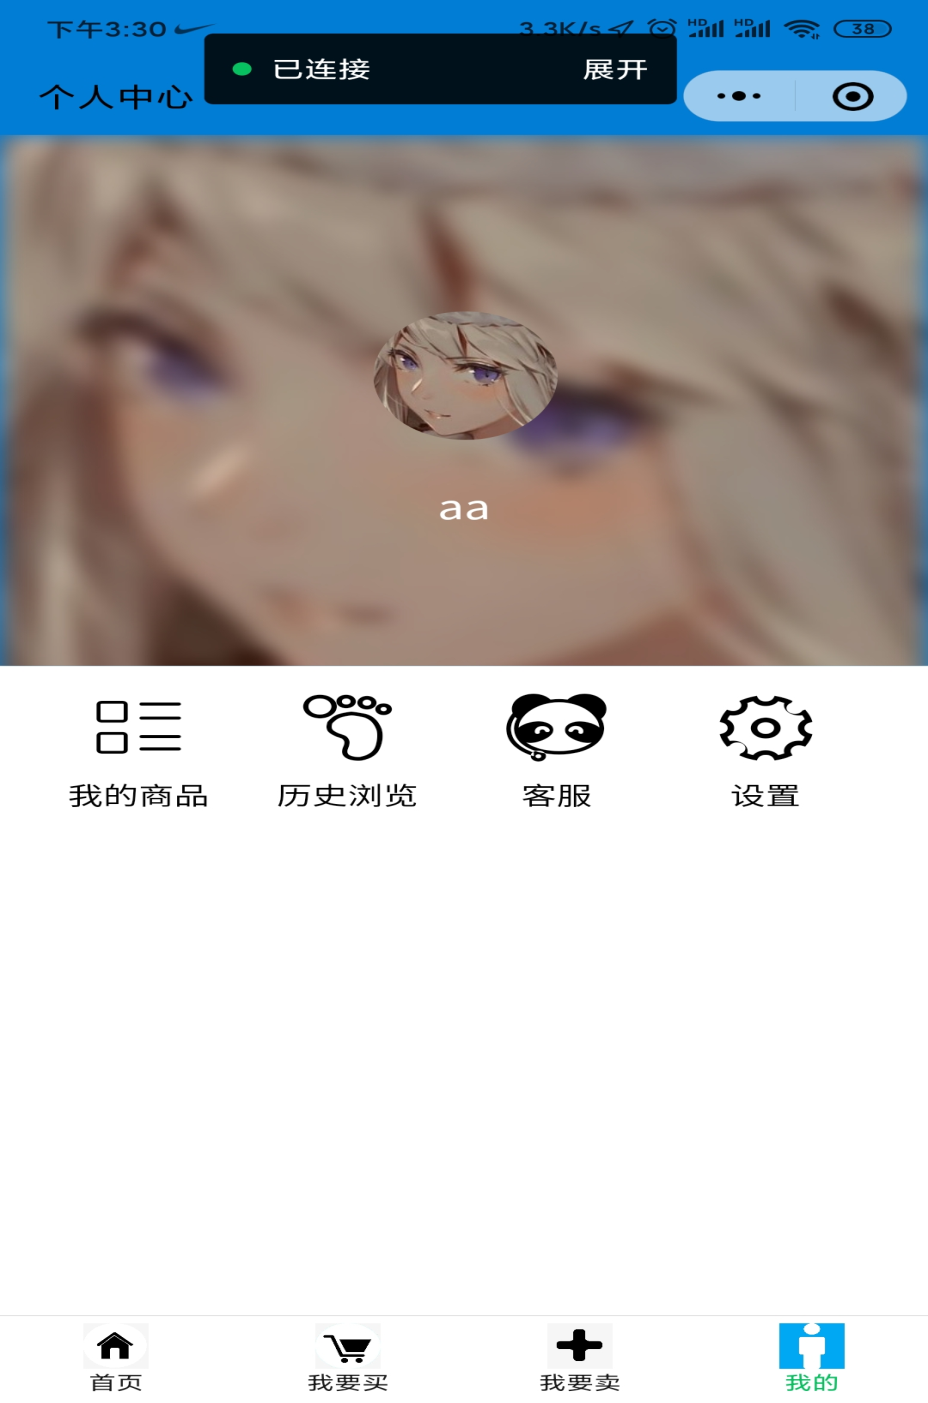 下午3:30 3.3K/s HD HD 38
已连接 展开
个人中心
aa
我的商品 历史浏览 客服 设置
首页 我要买 我要卖 我的